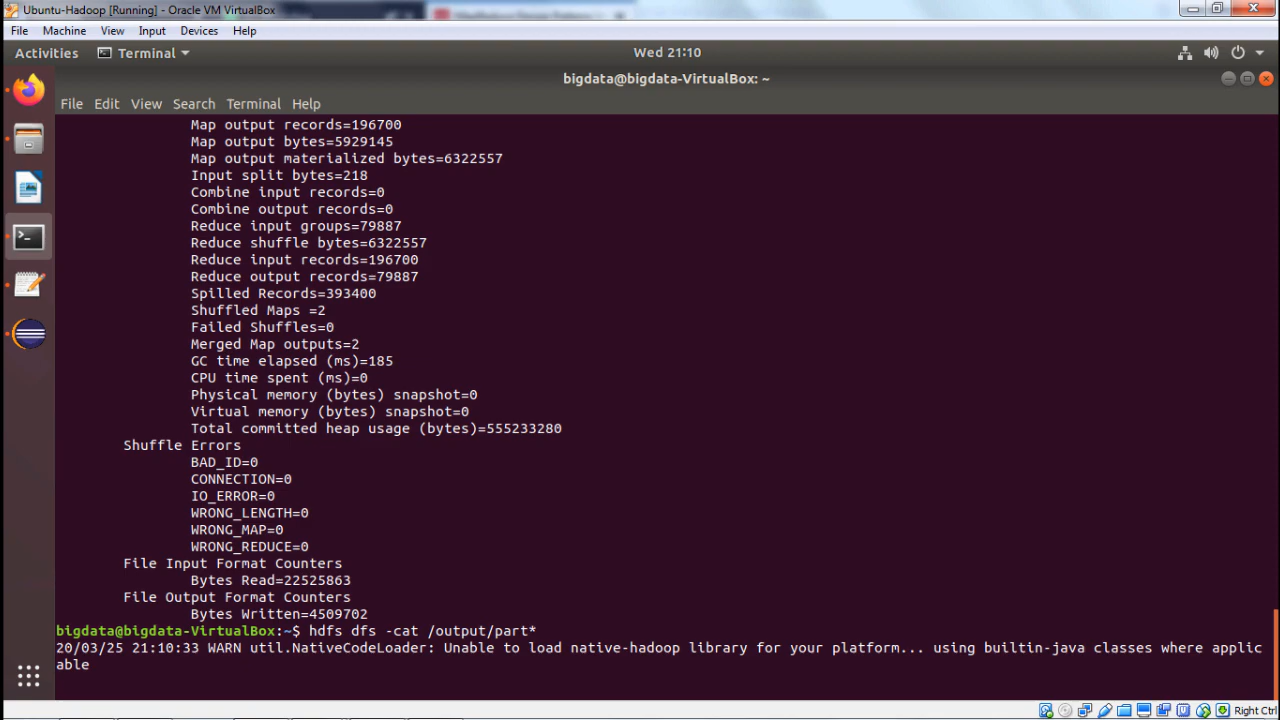 Ubuntu-Hadoop [Running] - Oracle VM VirtualBox
File Machine View Input Devices Help
Activities Terminal Wed 21:10
bigdata@bigdata-VirtualBox: ~
File Edit View Search Terminal Help
Map output records=196700
Map output bytes=5929145
Map output materialized bytes=6322557
Input split bytes=218
Combine input records=0
Combine output records=0
Reduce input groups=79887
Reduce shuffle bytes=6322557
Reduce input records=196700
Reduce output records=79887
Spilled Records=393400
Shuffled Maps =2
Failed Shuffles=0
Merged Map outputs=2
GC time elapsed (ms)=185
CPU time spent (ms)=0
Physical memory (bytes) snapshot=0
Virtual memory (bytes) snapshot=0
Total committed heap usage (bytes)=555233280
Shuffle Errors
BAD_ID=0
CONNECTION=0
IO_ERROR=0
WRONG_LENGTH=0
WRONG_MAP=0
WRONG_REDUCE=0
File Input Format Counters
Bytes Read=22525863
File Output Format Counters
Bytes Written=4509702
bigdata@bigdata-VirtualBox:~$ hdfs dfs -cat /output/part*
20/03/25 21:10:33 WARN util.NativeCodeLoader: Unable to load native-hadoop library for your platform... using builtin-java classes where applic
able
Right Ctrl